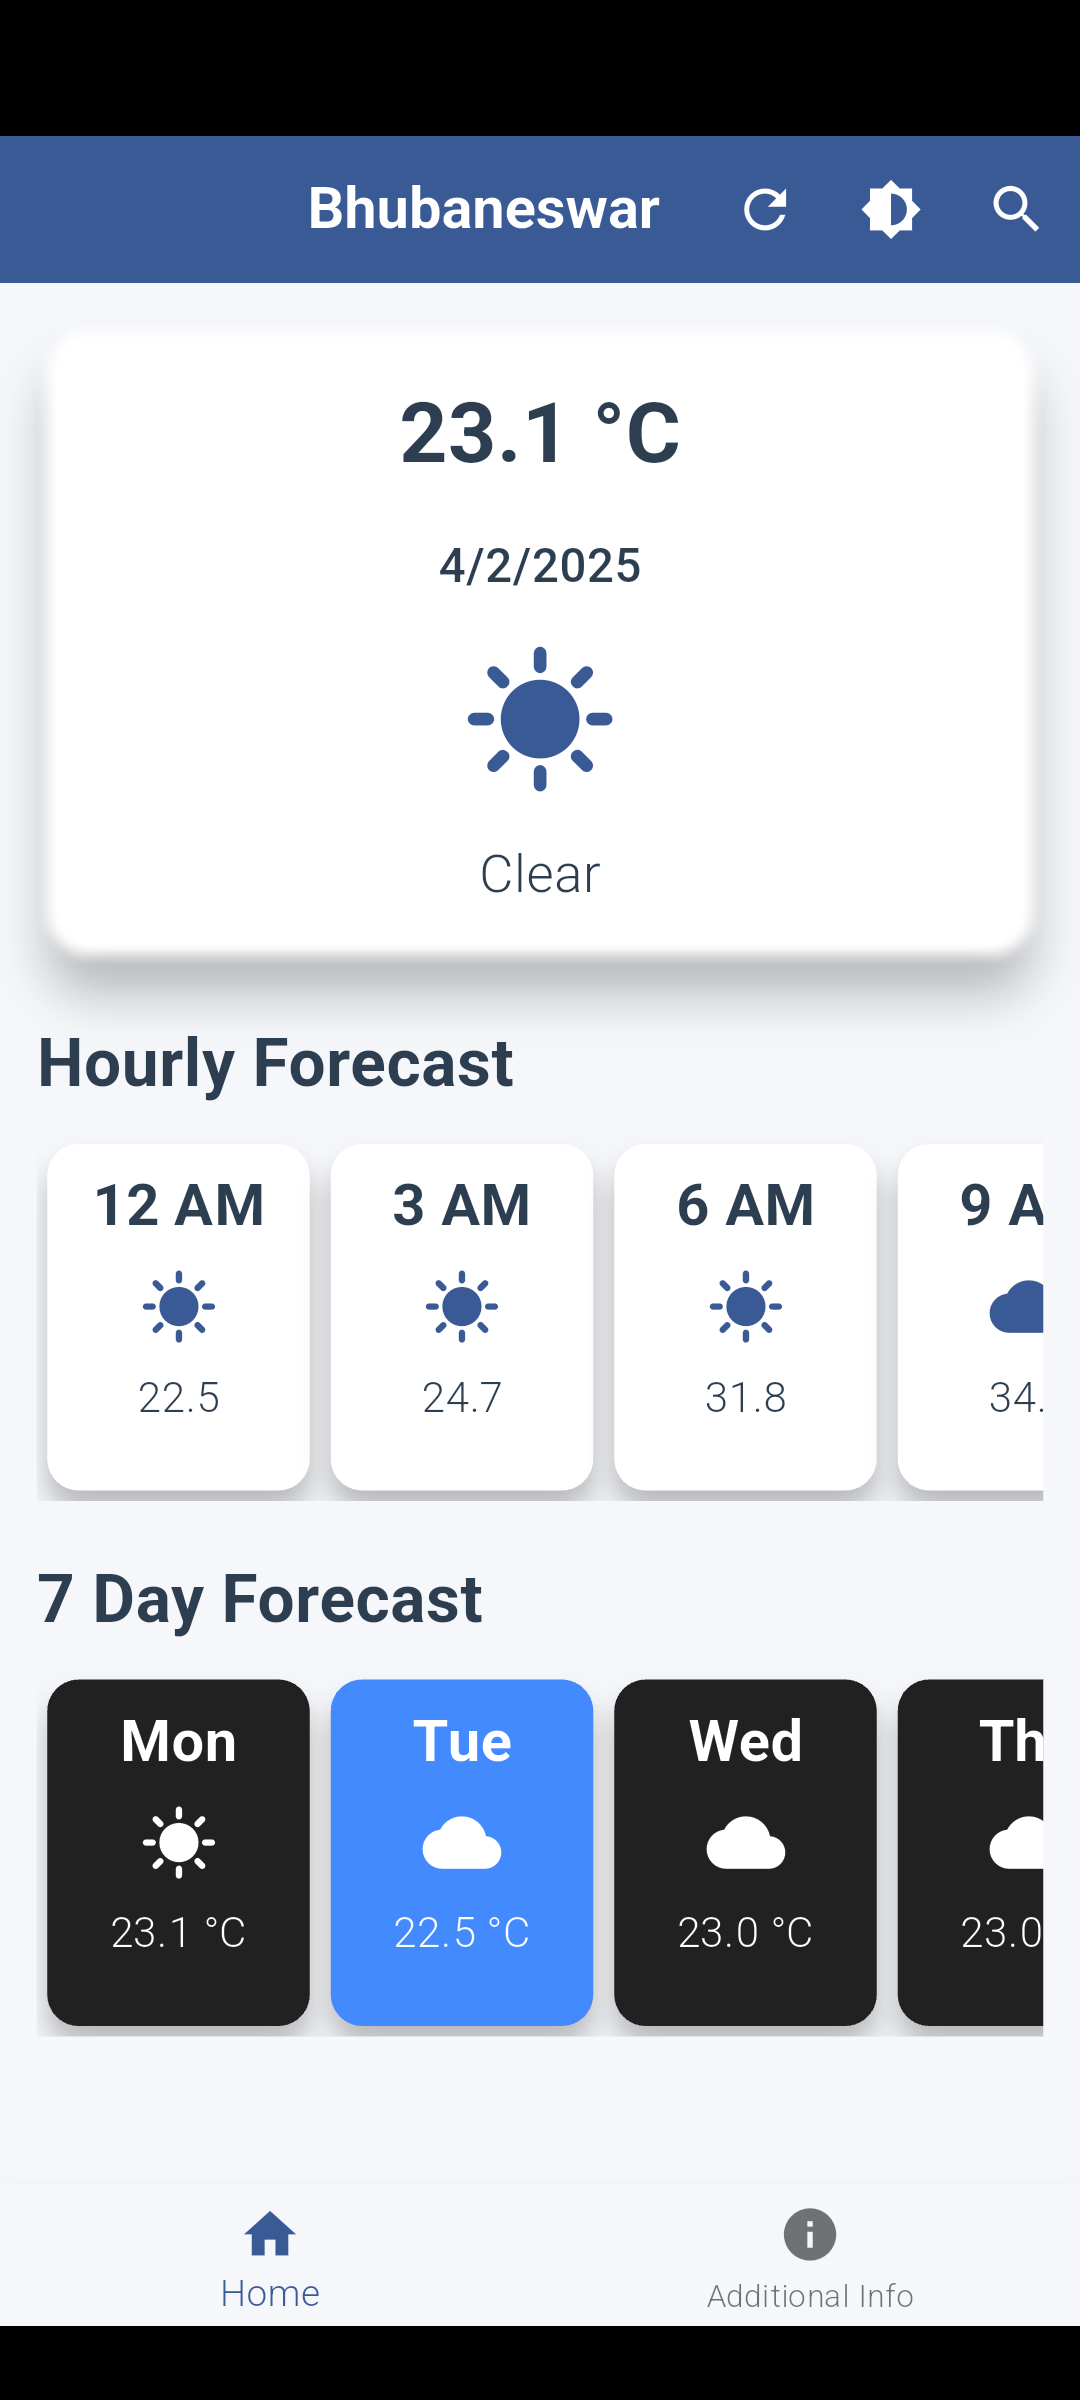 Bhubaneswar
23.1 °C
4/2/2025
Clear
Hourly Forecast
12 AM 3 AM 6 AM 9 A
22.5 24.7 31.8 34.
7 Day Forecast
Mon Tue Wed Th
23.1 °C 22.5 °C 23.0 °C 23.0
Home Additional Info